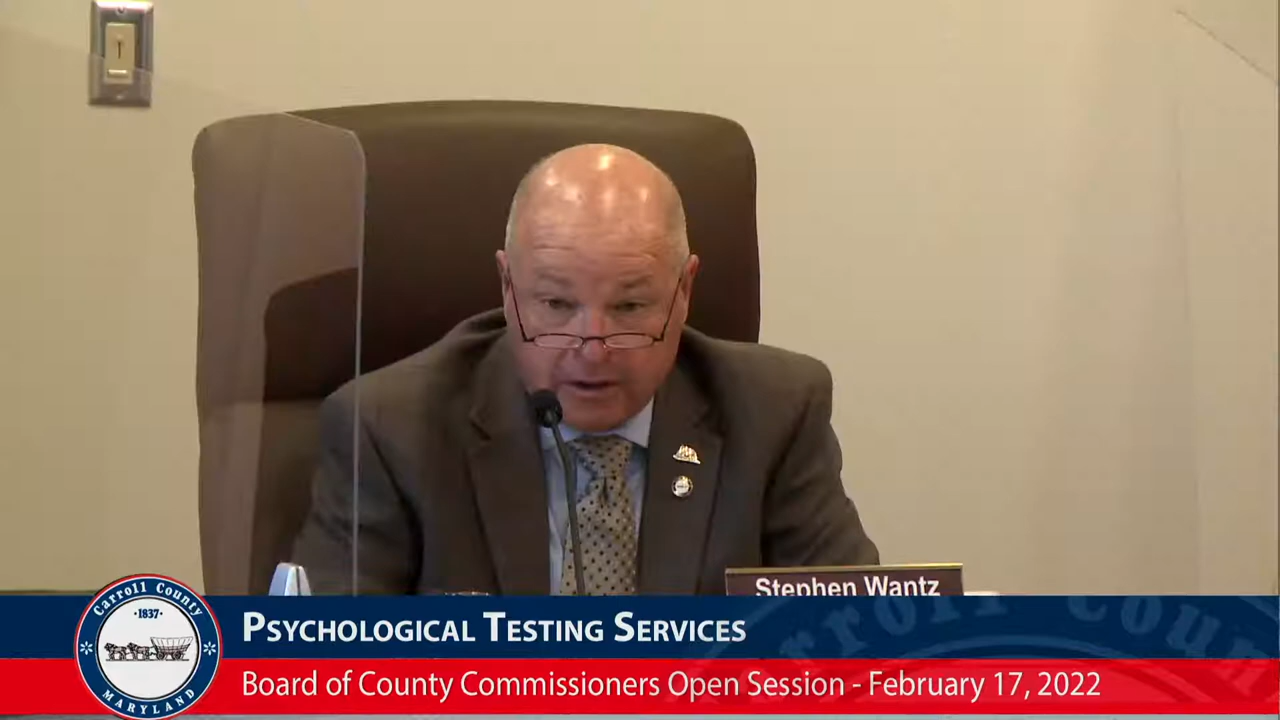 Stephen Wantz
Carroll County
·1837·
MARYLAND
PSYCHOLOGICAL TESTING SERVICES
Board of County Commissioners Open Session - February 17, 2022